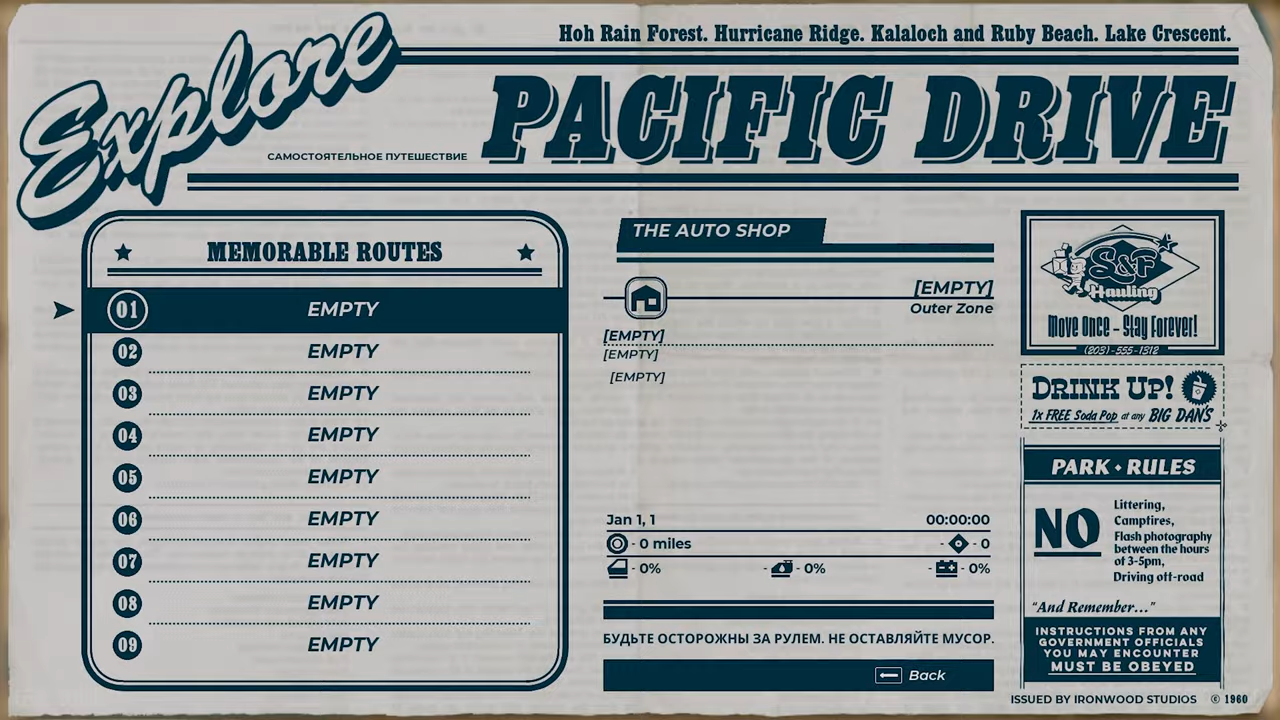 Explore
Hoh Rain Forest. Hurricane Ridge. Kalaloch and Ruby Beach. Lake Crescent.
PACIFIC DRIVE
САМОСТОЯТЕЛЬНОЕ ПУТЕШЕСТВИЕ
MEMORABLE ROUTES
01 EMPTY
02 EMPTY
03 EMPTY
04 EMPTY
05 EMPTY
06 EMPTY
07 EMPTY
08 EMPTY
09 EMPTY
THE AUTO SHOP
[EMPTY]
Outer Zone
[EMPTY]
[EMPTY]
[EMPTY]
Jan 1, 1 00:00:00
- 0 miles - - 0
- 0% - - 0% - - 0%
БУДЬТЕ ОСТОРОЖНЫ ЗА РУЛЕМ. НЕ ОСТАВЛЯЙТЕ МУСОР.
Back
S&F
Hauling
Move Once - Stay Forever!
(203)-555-1312
DRINK UP!
1x FREE Soda Pop at any BIG DAN'S
PARK • RULES
NO
Littering,
Campfires,
Flash photography
between the hours
of 3-5pm,
Driving off-road
"And Remember..."
INSTRUCTIONS FROM ANY
GOVERNMENT OFFICIALS
YOU MAY ENCOUNTER
MUST BE OBEYED
ISSUED BY IRONWOOD STUDIOS © 1960